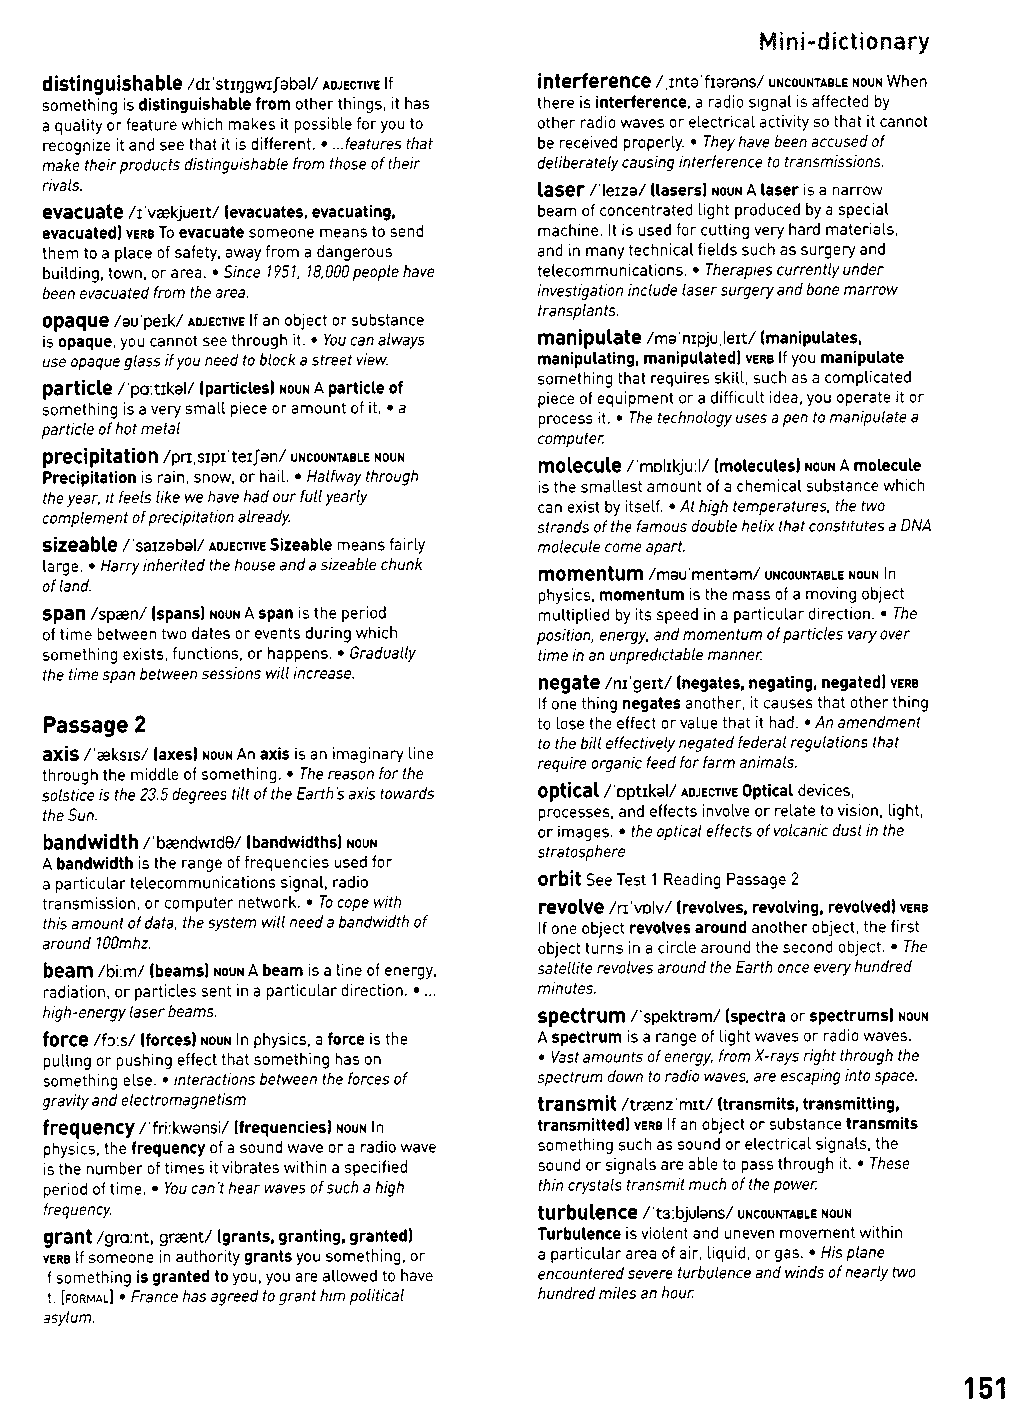 Mini-dictionary
distinguishable /dɪˈstɪŋgwɪʃəbəl/ ADJECTIVE If
something is distinguishable from other things, it has
a quality or feature which makes it possible for you to
recognize it and see that it is different. • ...features that
make their products distinguishable from those of their
rivals.
evacuate /ɪˈvækjueɪt/ (evacuates, evacuating,
evacuated) VERB To evacuate someone means to send
them to a place of safety, away from a dangerous
building, town, or area. • Since 1951, 18,000 people have
been evacuated from the area.
opaque /əuˈpeɪk/ ADJECTIVE If an object or substance
is opaque, you cannot see through it. • You can always
use opaque glass if you need to block a street view.
particle /ˈpɑːtɪkəl/ (particles) NOUN A particle of
something is a very small piece or amount of it. • a
particle of hot metal
precipitation /prɪˌsɪpɪˈteɪʃən/ UNCOUNTABLE NOUN
Precipitation is rain, snow, or hail. • Halfway through
the year, it feels like we have had our full yearly
complement of precipitation already.
sizeable /ˈsaɪzəbəl/ ADJECTIVE Sizeable means fairly
large. • Harry inherited the house and a sizeable chunk
of land.
span /spæn/ (spans) NOUN A span is the period
of time between two dates or events during which
something exists, functions, or happens. • Gradually
the time span between sessions will increase.
Passage 2
axis /ˈæksɪs/ (axes) NOUN An axis is an imaginary line
through the middle of something. • The reason for the
solstice is the 23.5 degrees tilt of the Earth's axis towards
the Sun.
bandwidth /ˈbændwɪdθ/ (bandwidths) NOUN
A bandwidth is the range of frequencies used for
a particular telecommunications signal, radio
transmission, or computer network. • To cope with
this amount of data, the system will need a bandwidth of
around 100mhz.
beam /biːm/ (beams) NOUN A beam is a line of energy,
radiation, or particles sent in a particular direction. • ...
high-energy laser beams.
force /fɔːs/ (forces) NOUN In physics, a force is the
pulling or pushing effect that something has on
something else. • interactions between the forces of
gravity and electromagnetism
frequency /ˈfriːkwənsi/ (frequencies) NOUN In
physics, the frequency of a sound wave or a radio wave
is the number of times it vibrates within a specified
period of time. • You can't hear waves of such a high
frequency.
grant /grɑːnt, grænt/ (grants, granting, granted)
VERB If someone in authority grants you something, or
f something is granted to you, you are allowed to have
t. [FORMAL] • France has agreed to grant him political
asylum.
interference /ˌɪntəˈfɪərəns/ UNCOUNTABLE NOUN When
there is interference, a radio signal is affected by
other radio waves or electrical activity so that it cannot
be received properly. • They have been accused of
deliberately causing interference to transmissions.
laser /ˈleɪzə/ (lasers) NOUN A laser is a narrow
beam of concentrated light produced by a special
machine. It is used for cutting very hard materials,
and in many technical fields such as surgery and
telecommunications. • Therapies currently under
investigation include laser surgery and bone marrow
transplants.
manipulate /məˈnɪpjuˌleɪt/ (manipulates,
manipulating, manipulated) VERB If you manipulate
something that requires skill, such as a complicated
piece of equipment or a difficult idea, you operate it or
process it. • The technology uses a pen to manipulate a
computer.
molecule /ˈmɒlɪkjuːl/ (molecules) NOUN A molecule
is the smallest amount of a chemical substance which
can exist by itself. • At high temperatures, the two
strands of the famous double helix that constitutes a DNA
molecule come apart.
momentum /məuˈmentəm/ UNCOUNTABLE NOUN In
physics, momentum is the mass of a moving object
multiplied by its speed in a particular direction. • The
position, energy, and momentum of particles vary over
time in an unpredictable manner.
negate /nɪˈgeɪt/ (negates, negating, negated) VERB
If one thing negates another, it causes that other thing
to lose the effect or value that it had. • An amendment
to the bill effectively negated federal regulations that
require organic feed for farm animals.
optical /ˈɒptɪkəl/ ADJECTIVE Optical devices,
processes, and effects involve or relate to vision, light,
or images. • the optical effects of volcanic dust in the
stratosphere
orbit See Test 1 Reading Passage 2
revolve /rɪˈvɒlv/ (revolves, revolving, revolved) VERB
If one object revolves around another object, the first
object turns in a circle around the second object. • The
satellite revolves around the Earth once every hundred
minutes.
spectrum /ˈspektrəm/ (spectra or spectrums) NOUN
A spectrum is a range of light waves or radio waves.
• Vast amounts of energy, from X-rays right through the
spectrum down to radio waves, are escaping into space.
transmit /trænzˈmɪt/ (transmits, transmitting,
transmitted) VERB If an object or substance transmits
something such as sound or electrical signals, the
sound or signals are able to pass through it. • These
thin crystals transmit much of the power.
turbulence /ˈtɜːbjuləns/ UNCOUNTABLE NOUN
Turbulence is violent and uneven movement within
a particular area of air, liquid, or gas. • His plane
encountered severe turbulence and winds of nearly two
hundred miles an hour.
151